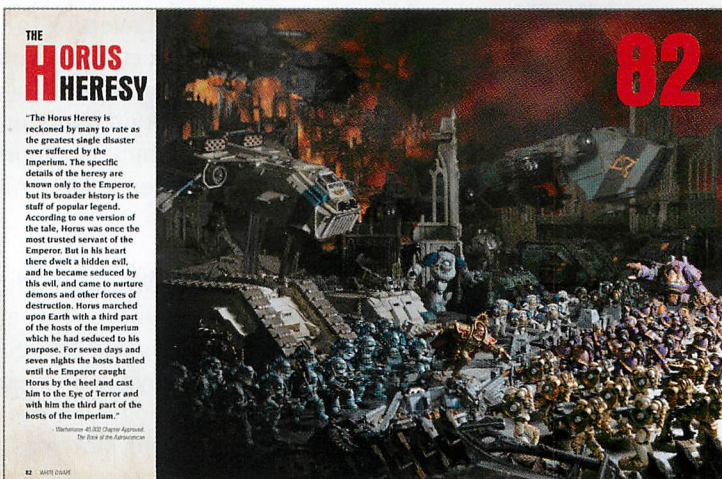 THE
HORUS
HERESY
82
"The Horus Heresy is
reckoned by many to rate as
the greatest single disaster
ever suffered by the
Imperium. The specific
details of the heresy are
known only to the Emperor,
but its broader history is the
stuff of popular legend.
According to one version of
the tale, Horus was once the
most trusted servant of the
Emperor. But in his heart
there dwelt a hidden evil,
and he became seduced by
this evil, and came to nurture
demons and other forces of
destruction. Horus marched
upon Earth with a third part
of the hosts of the Imperium
which he had seduced to his
purpose. For seven days and
seven nights the hosts battled
until the Emperor caught
Horus by the heel and cast
him to the Eye of Terror and
with him the third part of the
hosts of the Imperium."
- Warhammer 40,000 Chapter Approved:
The Book of the Astronomican
82 WHITE DWARF